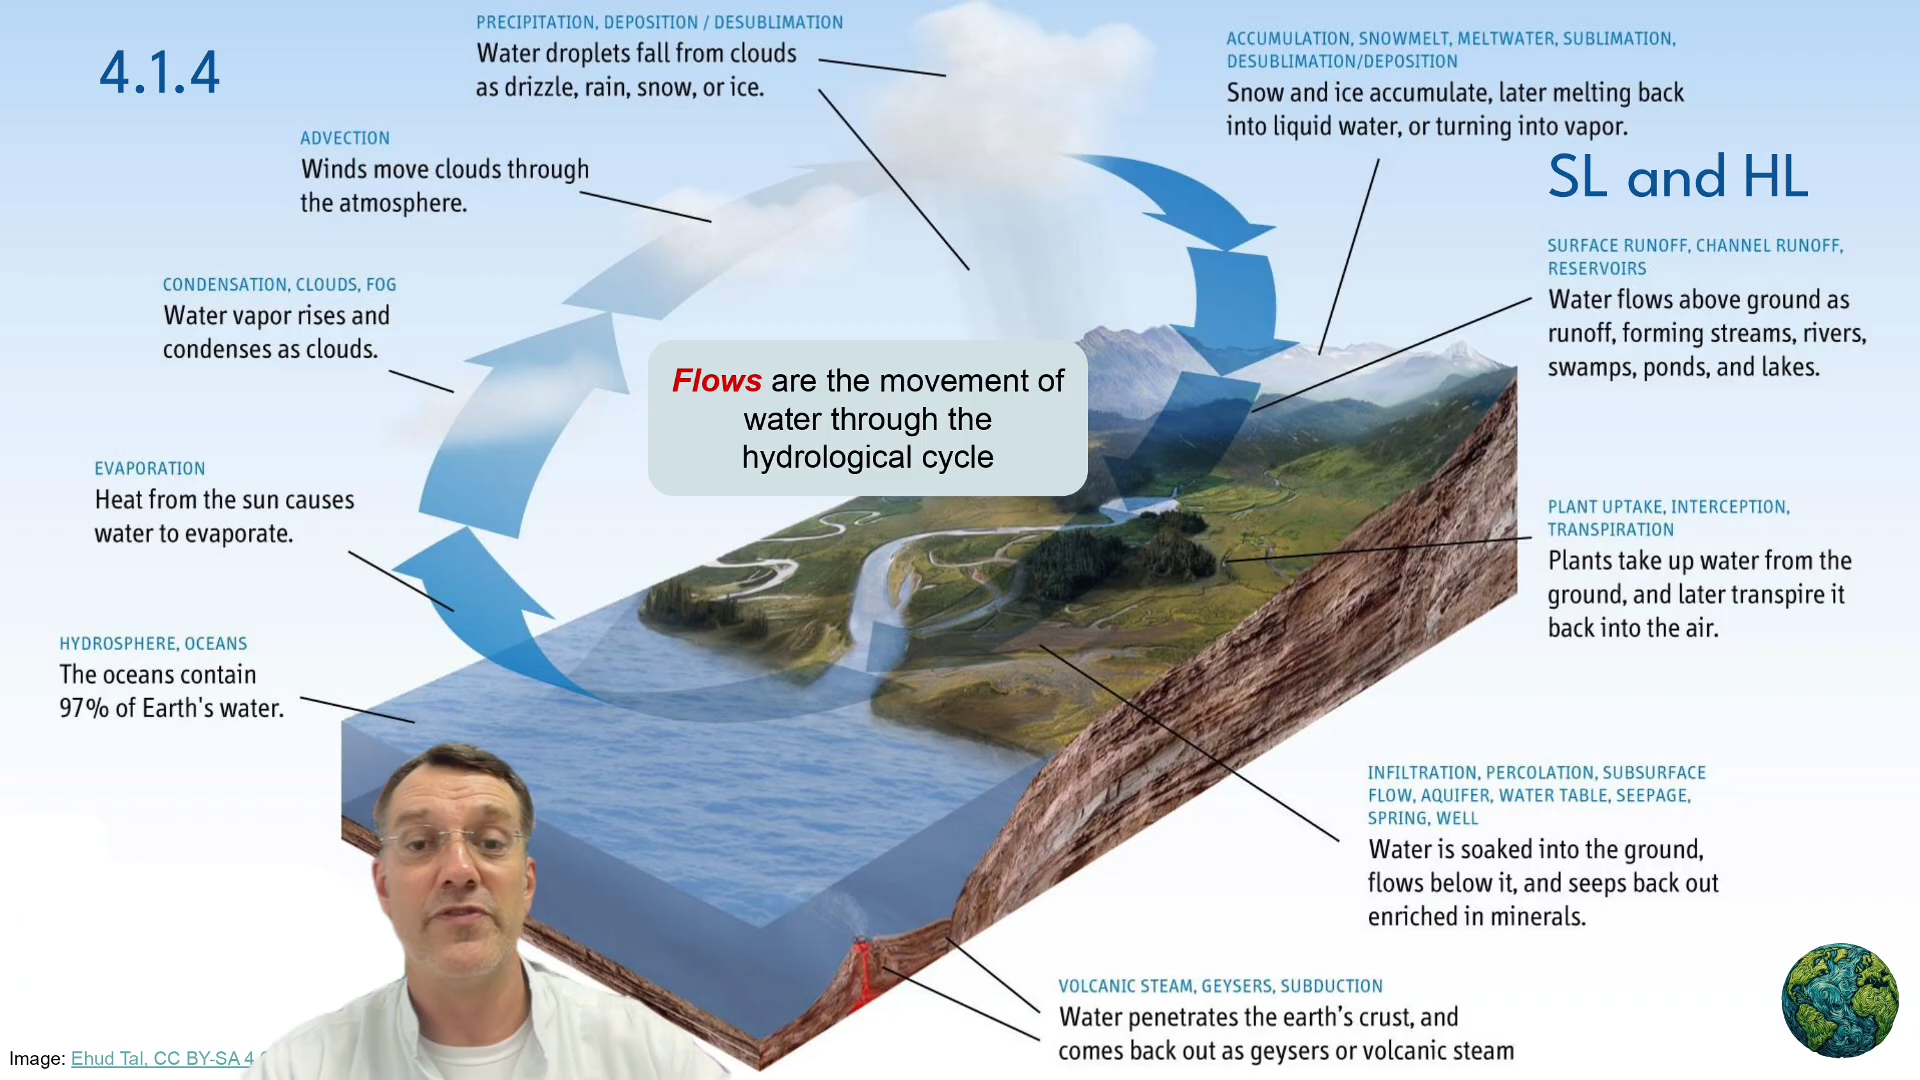 4.1.4
PRECIPITATION, DEPOSITION / DESUBLIMATION
Water droplets fall from clouds
as drizzle, rain, snow, or ice.
ACCUMULATION, SNOWMELT, MELTWATER, SUBLIMATION,
DESUBLIMATION/DEPOSITION
Snow and ice accumulate, later melting back
into liquid water, or turning into vapor.
SL and HL
ADVECTION
Winds move clouds through
the atmosphere.
SURFACE RUNOFF, CHANNEL RUNOFF,
RESERVOIRS
Water flows above ground as
runoff, forming streams, rivers,
swamps, ponds, and lakes.
CONDENSATION, CLOUDS, FOG
Water vapor rises and
condenses as clouds.
Flows are the movement of
water through the
hydrological cycle
EVAPORATION
Heat from the sun causes
water to evaporate.
PLANT UPTAKE, INTERCEPTION,
TRANSPIRATION
Plants take up water from the
ground, and later transpire it
back into the air.
HYDROSPHERE, OCEANS
The oceans contain
97% of Earth's water.
INFILTRATION, PERCOLATION, SUBSURFACE
FLOW, AQUIFER, WATER TABLE, SEEPAGE,
SPRING, WELL
Water is soaked into the ground,
flows below it, and seeps back out
enriched in minerals.
VOLCANIC STEAM, GEYSERS, SUBDUCTION
Water penetrates the earth's crust, and
comes back out as geysers or volcanic steam
Image: Ehud Tal, CC BY-SA 4